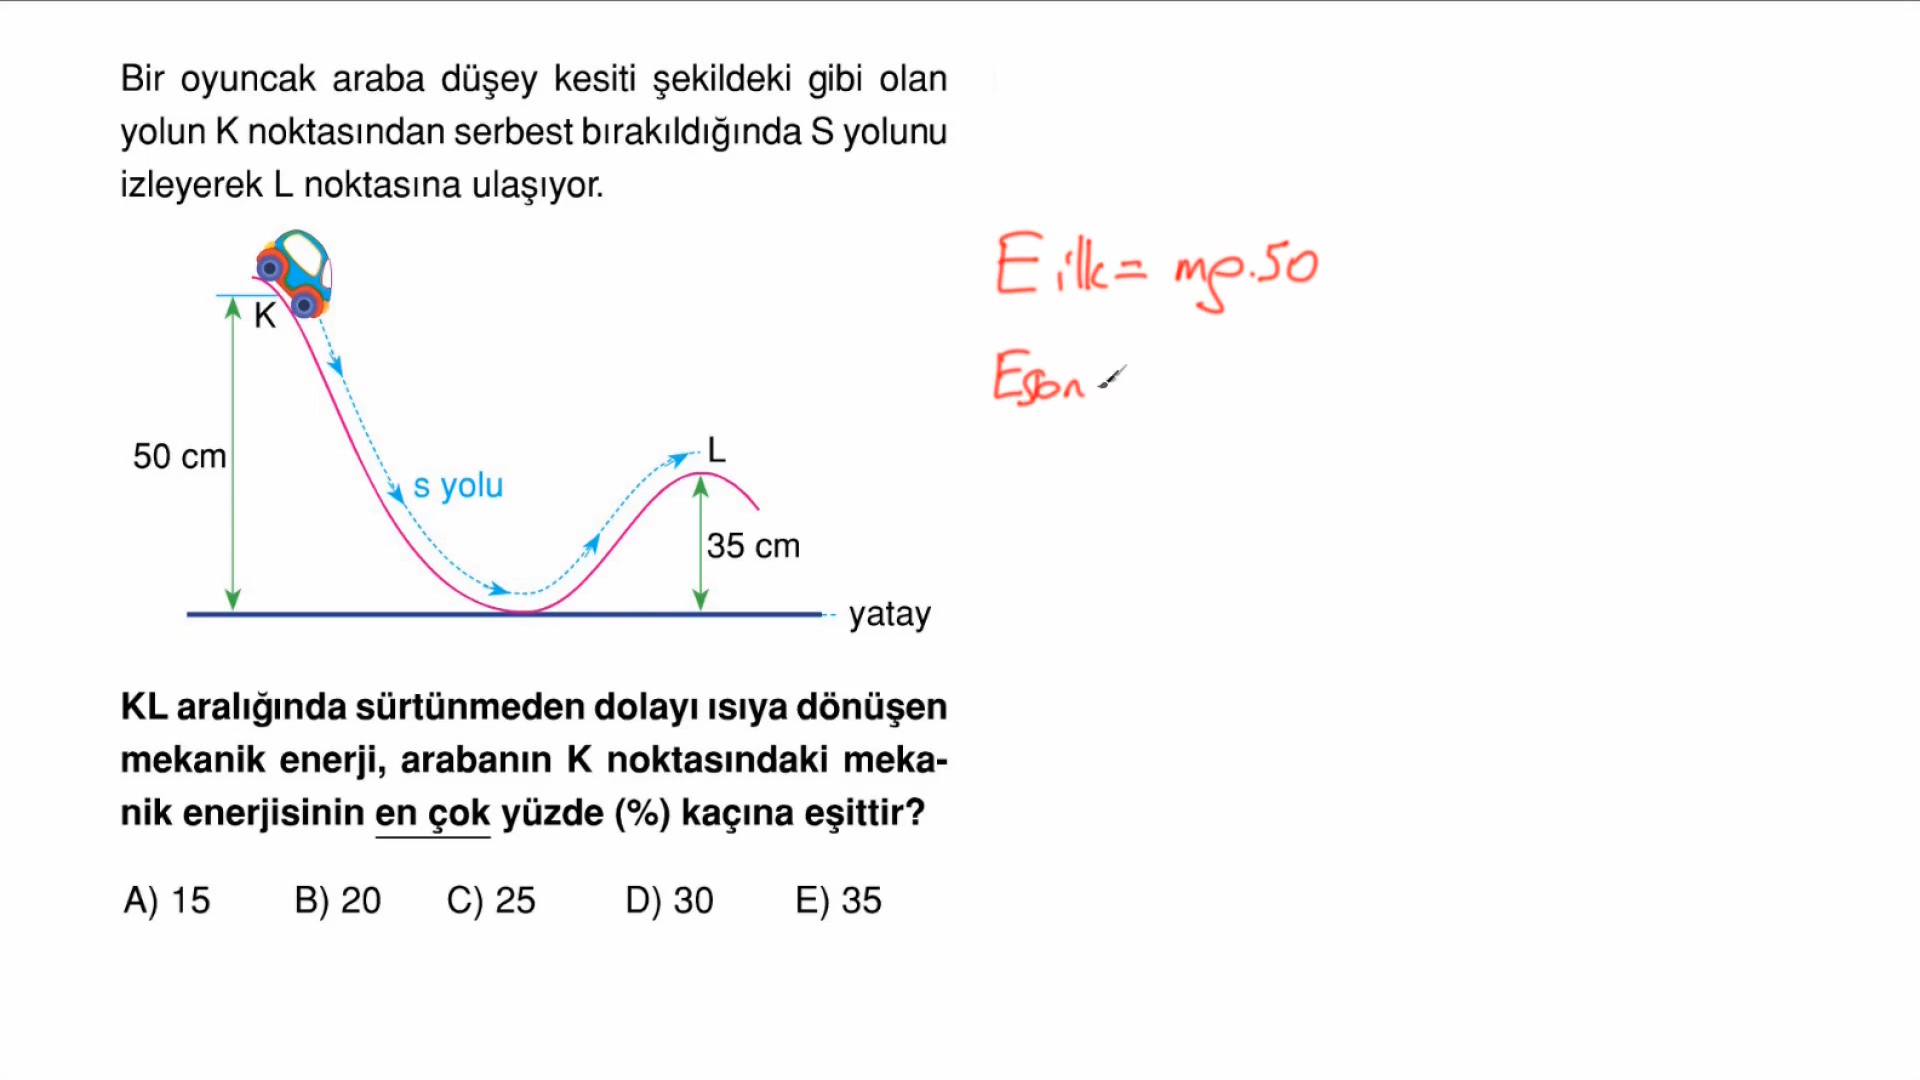 Bir oyuncak araba düşey kesiti şekildeki gibi olan
yolun K noktasından serbest bırakıldığında S yolunu
izleyerek L noktasına ulaşıyor.
K
50 cm
s yolu
L
35 cm
yatay
KL aralığında sürtünmeden dolayı ısıya dönüşen
mekanik enerji, arabanın K noktasındaki meka-
nik enerjisinin en çok yüzde (%) kaçına eşittir?
A) 15 B) 20 C) 25 D) 30 E) 35
E ilk = mg.50
Eson